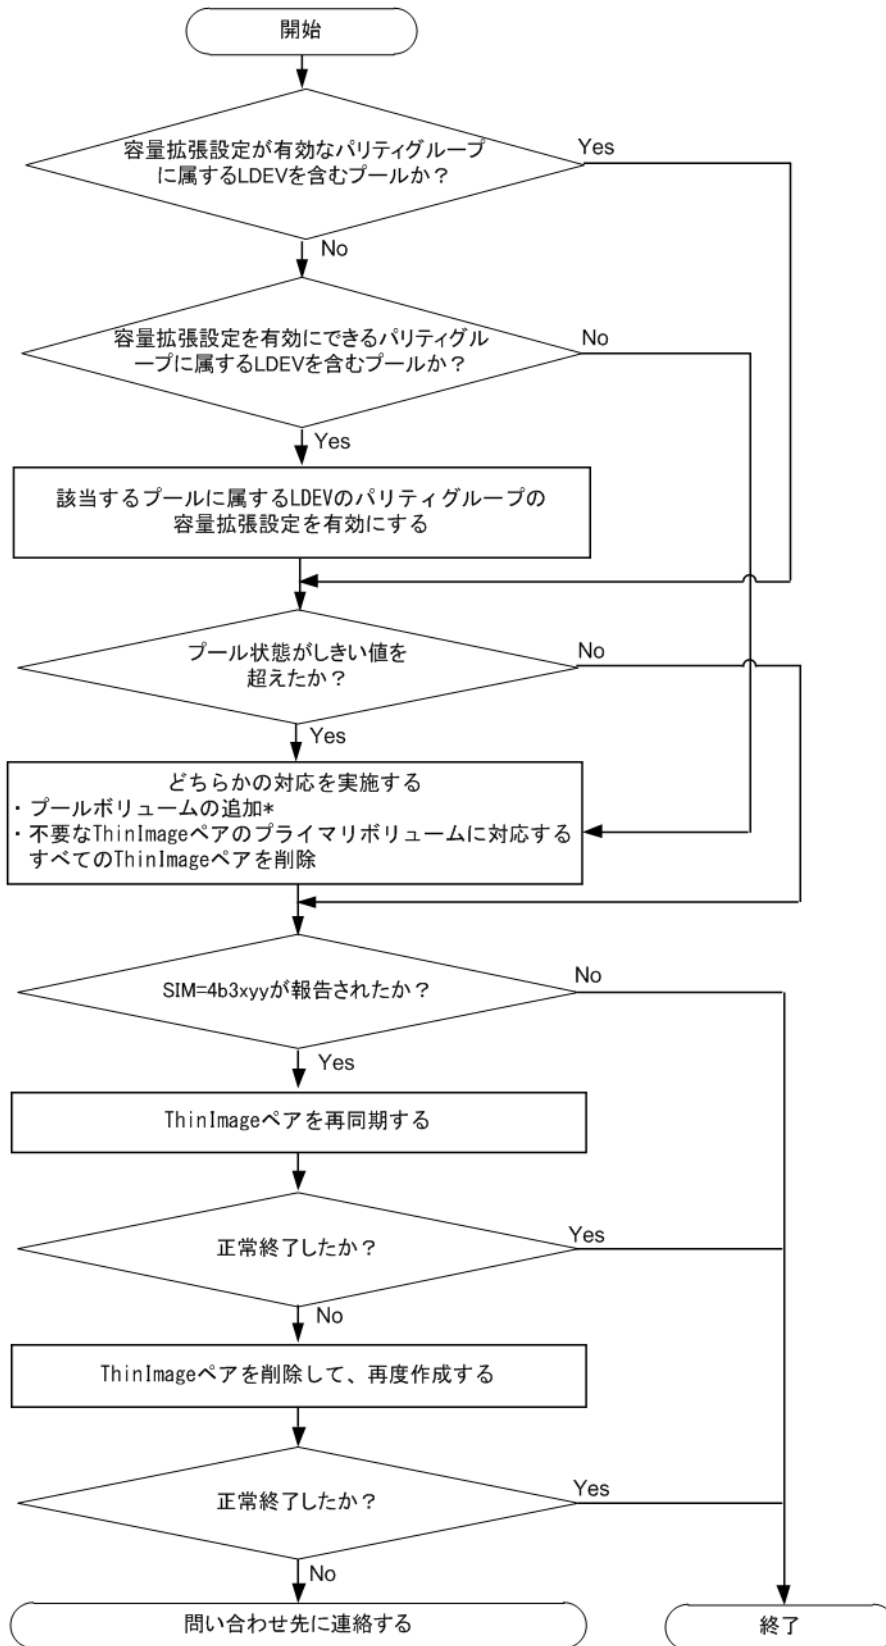 開始
容量拡張設定が有効なパリティグループ
に属するLDEVを含むプールか？
Yes
No
容量拡張設定を有効にできるパリティグル
ープに属するLDEVを含むプールか？
No
Yes
該当するプールに属するLDEVのパリティグループの
容量拡張設定を有効にする
プール状態がしきい値を
超えたか？
No
Yes
どちらかの対応を実施する
・プールボリュームの追加*
・不要なThinImageペアのプライマリボリュームに対応する
すべてのThinImageペアを削除
SIM=4b3xyyが報告されたか？
No
Yes
ThinImageペアを再同期する
正常終了したか？
Yes
No
ThinImageペアを削除して、再度作成する
正常終了したか？
Yes
No
問い合わせ先に連絡する
終了